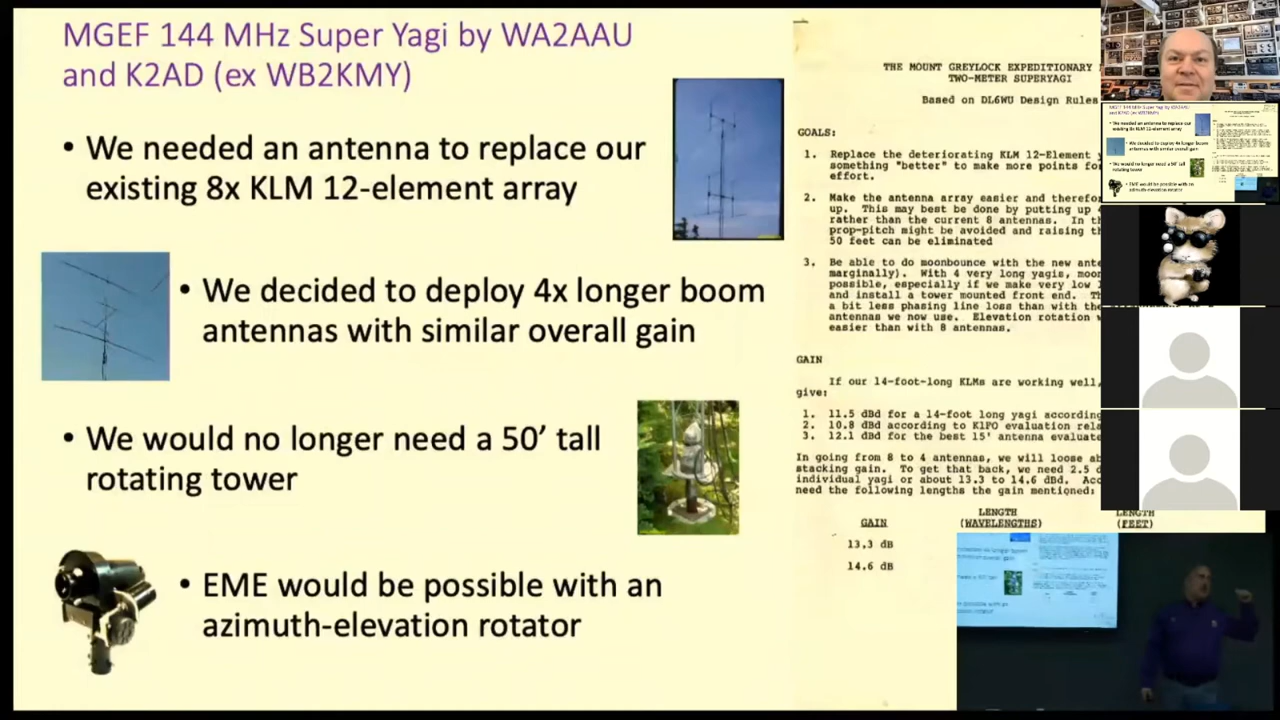 MGEF 144 MHz Super Yagi by WA2AAU
and K2AD (ex WB2KMY)
• We needed an antenna to replace our
existing 8x KLM 12-element array
• We decided to deploy 4x longer boom
antennas with similar overall gain
• We would no longer need a 50’ tall
rotating tower
• EME would be possible with an
azimuth-elevation rotator
THE MOUNT GREYLOCK EXPEDITIONARY
TWO-METER SUPERYAGI
Based on DL6WU Design Rules
GOALS:
1. Replace the deteriorating KLM 12-Element
something "better" to make more points for
effort.
2. Make the antenna array easier and therefor
up. This may best be done by putting up
rather than the current 8 antennas. In th
prop-pitch might be avoided and raising th
50 feet can be eliminated
3. Be able to do moonbounce with the new ante
marginally). With 4 very long yagis, moon
possible, especially if we make very low
and install a tower mounted front end. Th
a bit less phasing line loss than with the
antennas we now use. Elevation rotation w
easier than with 8 antennas.
GAIN
If our 14-foot-long KLMs are working well,
give:
1. 11.5 dBd for a 14-foot long yagi according
2. 10.8 dBd according to K1FO evaluation rela
3. 12.1 dBd for the best 15' antenna evaluate
In going from 8 to 4 antennas, we will loose ab
stacking gain. To get that back, we need 2.5 d
individual yagi or about 13.3 to 14.6 dBd. Acc
need the following lengths the gain mentioned:
GAIN LENGTH (WAVELENGTHS) LENGTH (FEET)
13.3 dB
14.6 dB